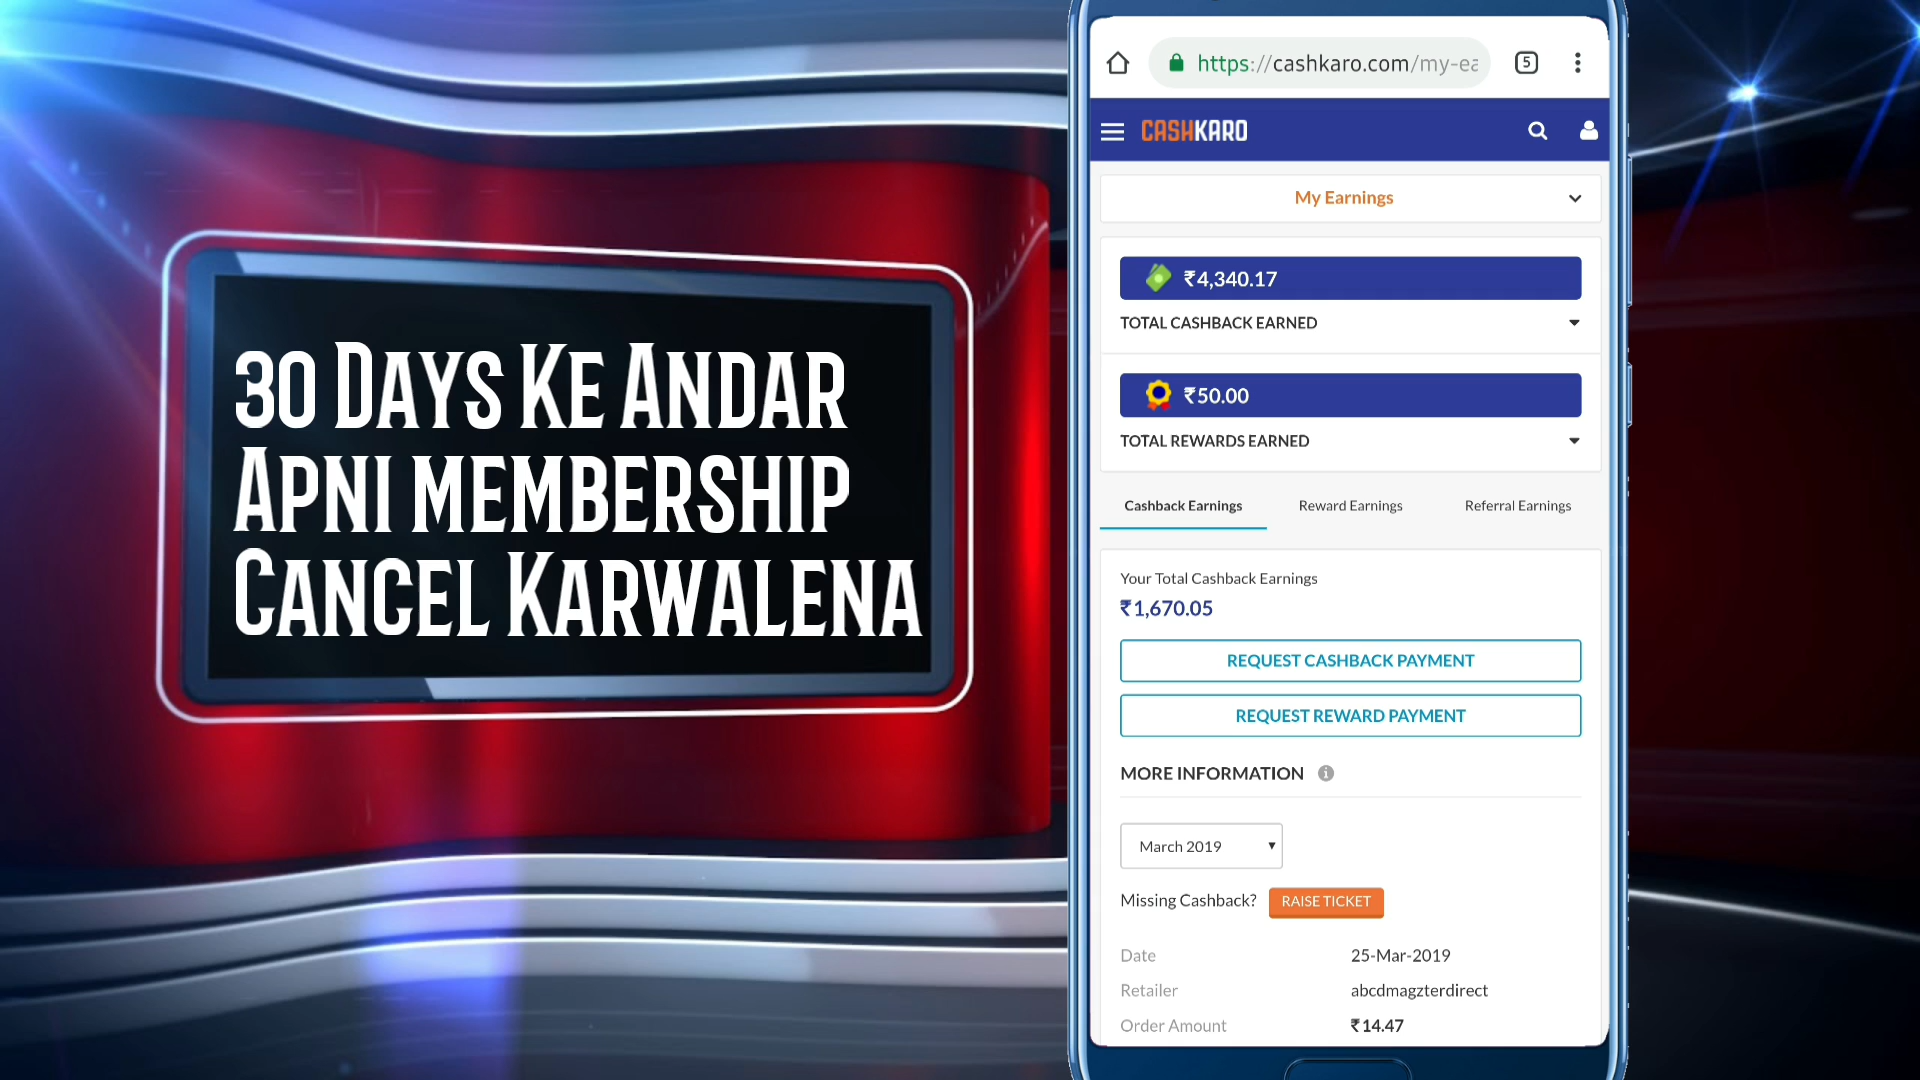 30 Days Ke Andar
Apni membership
Cancel Karwalena
https://cashkaro.com/my-ea
5
CASHKARO
My Earnings
₹4,340.17
TOTAL CASHBACK EARNED
₹50.00
TOTAL REWARDS EARNED
Cashback Earnings Reward Earnings Referral Earnings
Your Total Cashback Earnings
₹1,670.05
REQUEST CASHBACK PAYMENT
REQUEST REWARD PAYMENT
MORE INFORMATION
March 2019
Missing Cashback? RAISE TICKET
Date 25-Mar-2019
Retailer abcdmagzterdirect
Order Amount ₹14.47